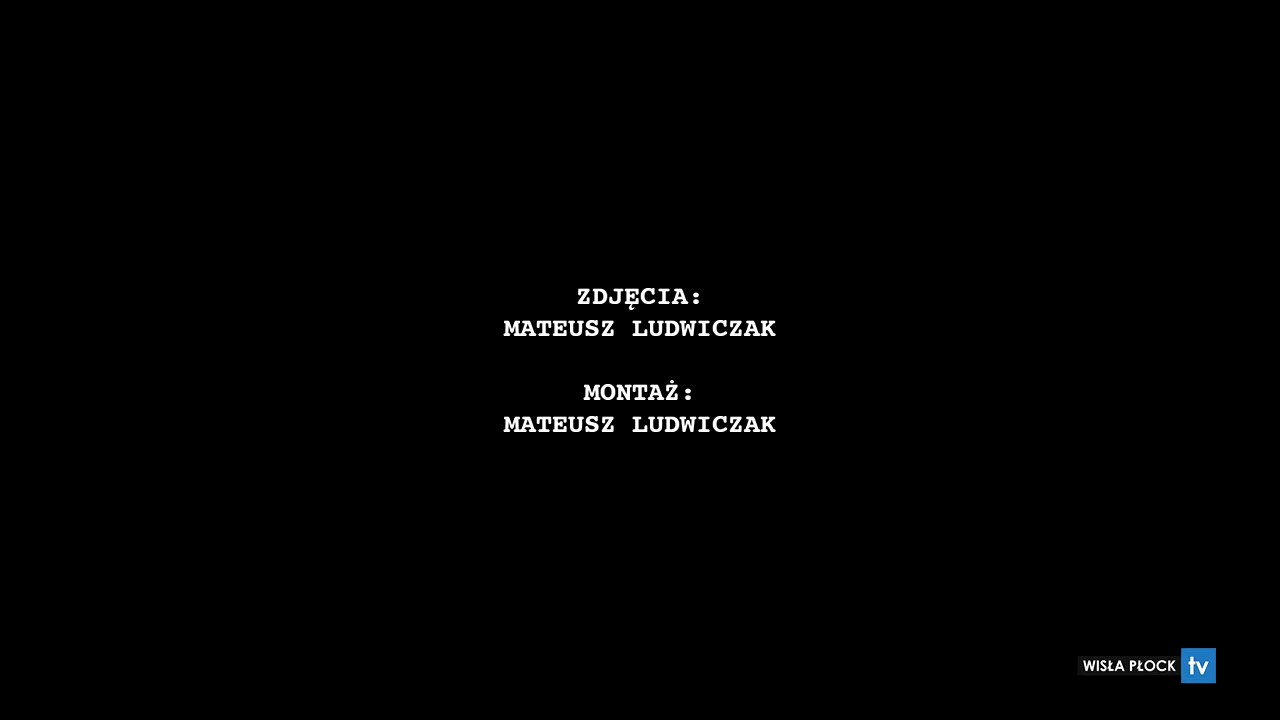 ZDJĘCIA:
MATEUSZ LUDWICZAK
MONTAŻ:
MATEUSZ LUDWICZAK
WISŁA PŁOCK tv